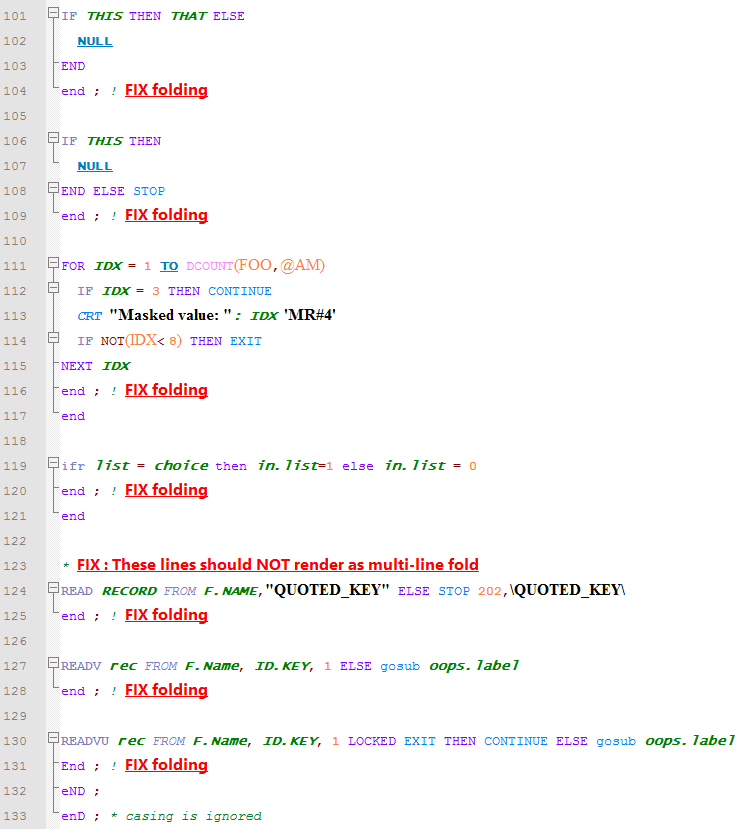 101 IF THIS THEN THAT ELSE
102 NULL
103 END
104 end ; ! FIX folding
105
106 IF THIS THEN
107 NULL
108 END ELSE STOP
109 end ; ! FIX folding
110
111 FOR IDX = 1 TO DCOUNT(FOO,@AM)
112 IF IDX = 3 THEN CONTINUE
113 CRT "Masked value: ": IDX 'MR#4'
114 IF NOT(IDX< 8) THEN EXIT
115 NEXT IDX
116 end ; ! FIX folding
117 end
118
119 ifr list = choice then in.list=1 else in.list = 0
120 end ; ! FIX folding
121 end
122
123 * FIX : These lines should NOT render as multi-line fold
124 READ RECORD FROM F.NAME,"QUOTED_KEY" ELSE STOP 202,\QUOTED_KEY\
125 end ; ! FIX folding
126
127 READV rec FROM F.Name, ID.KEY, 1 ELSE gosub oops.label
128 end ; ! FIX folding
129
130 READVU rec FROM F.Name, ID.KEY, 1 LOCKED EXIT THEN CONTINUE ELSE gosub oops.label
131 End ; ! FIX folding
132 eND ;
133 enD ; * casing is ignored